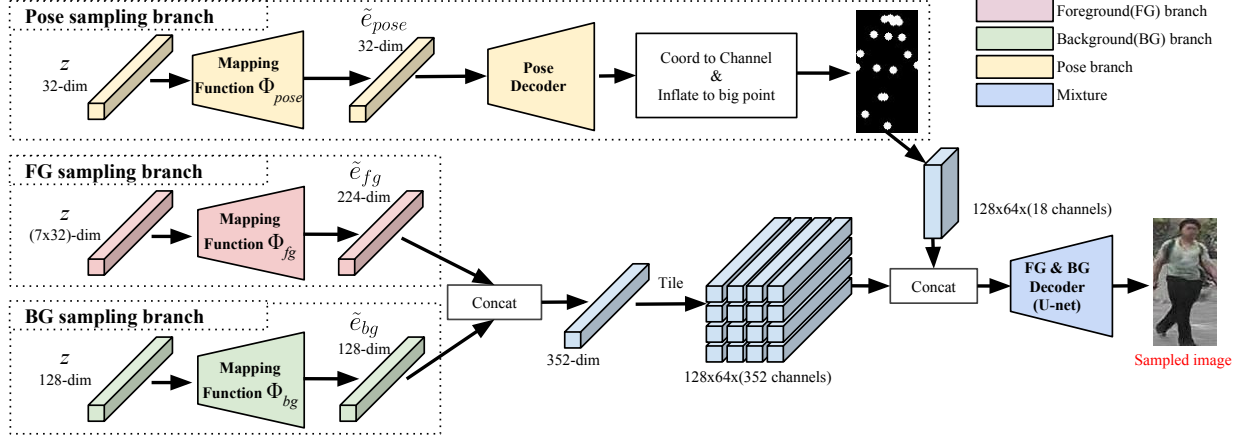 Pose sampling branch
z
32-dim
Mapping
Function Φpose
ẽpose
32-dim
Pose
Decoder
Coord to Channel
&
Inflate to big point
Foreground(FG) branch
Background(BG) branch
Pose branch
Mixture
FG sampling branch
z
(7x32)-dim
Mapping
Function Φfg
ẽfg
224-dim
BG sampling branch
z
128-dim
Mapping
Function Φbg
ẽbg
128-dim
Concat
352-dim
Tile
128x64x(352 channels)
128x64x(18 channels)
Concat
FG & BG
Decoder
(U-net)
Sampled image